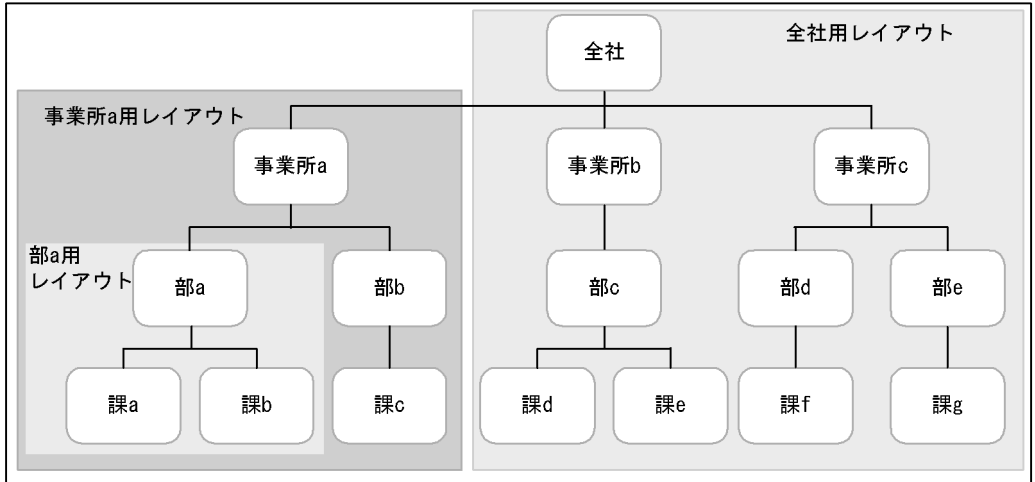 全社用レイアウト
全社
事業所a用レイアウト
事業所a
事業所b
事業所c
部a用
レイアウト
部a
部b
部c
部d
部e
課a
課b
課c
課d
課e
課f
課g